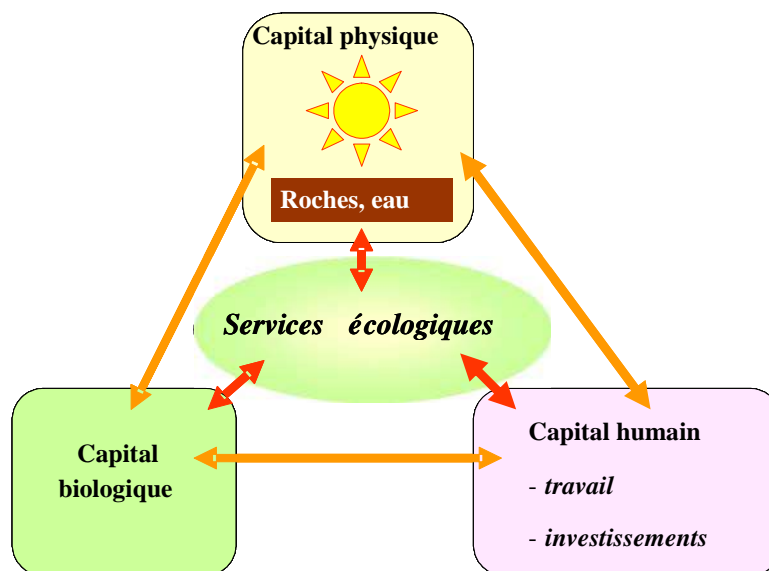 Capital physique
Roches, eau
Services écologiques
Capital
biologique
Capital humain
- travail
- investissements